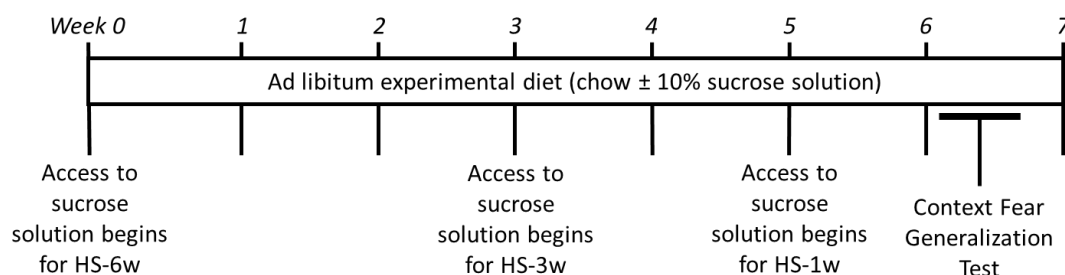 Week 0 1 2 3 4 5 6 7
Ad libitum experimental diet (chow ± 10% sucrose solution)
Access to
sucrose
solution begins
for HS-6w
Access to
sucrose
solution begins
for HS-3w
Access to
sucrose
solution begins
for HS-1w
Context Fear
Generalization
Test